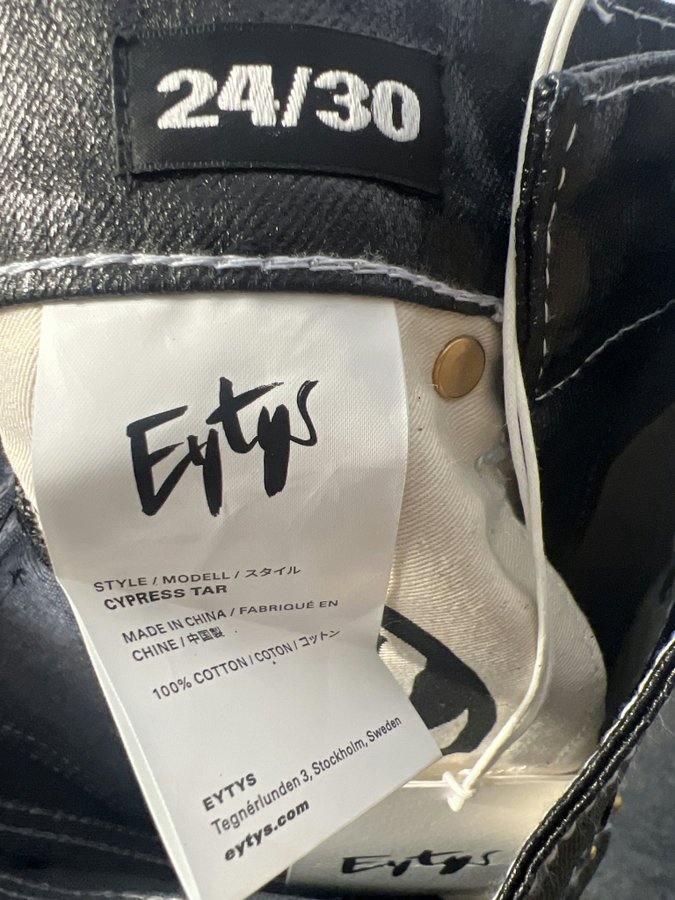 24/30
Eytys
STYLE / MODELL / スタイル
CYPRESS TAR
MADE IN CHINA / FABRIQUÉ EN
CHINE / 中国製
100% COTTON / COTON / コットン
EYTYS
Tegnérlunden 3, Stockholm, Sweden
eytys.com
Eytys